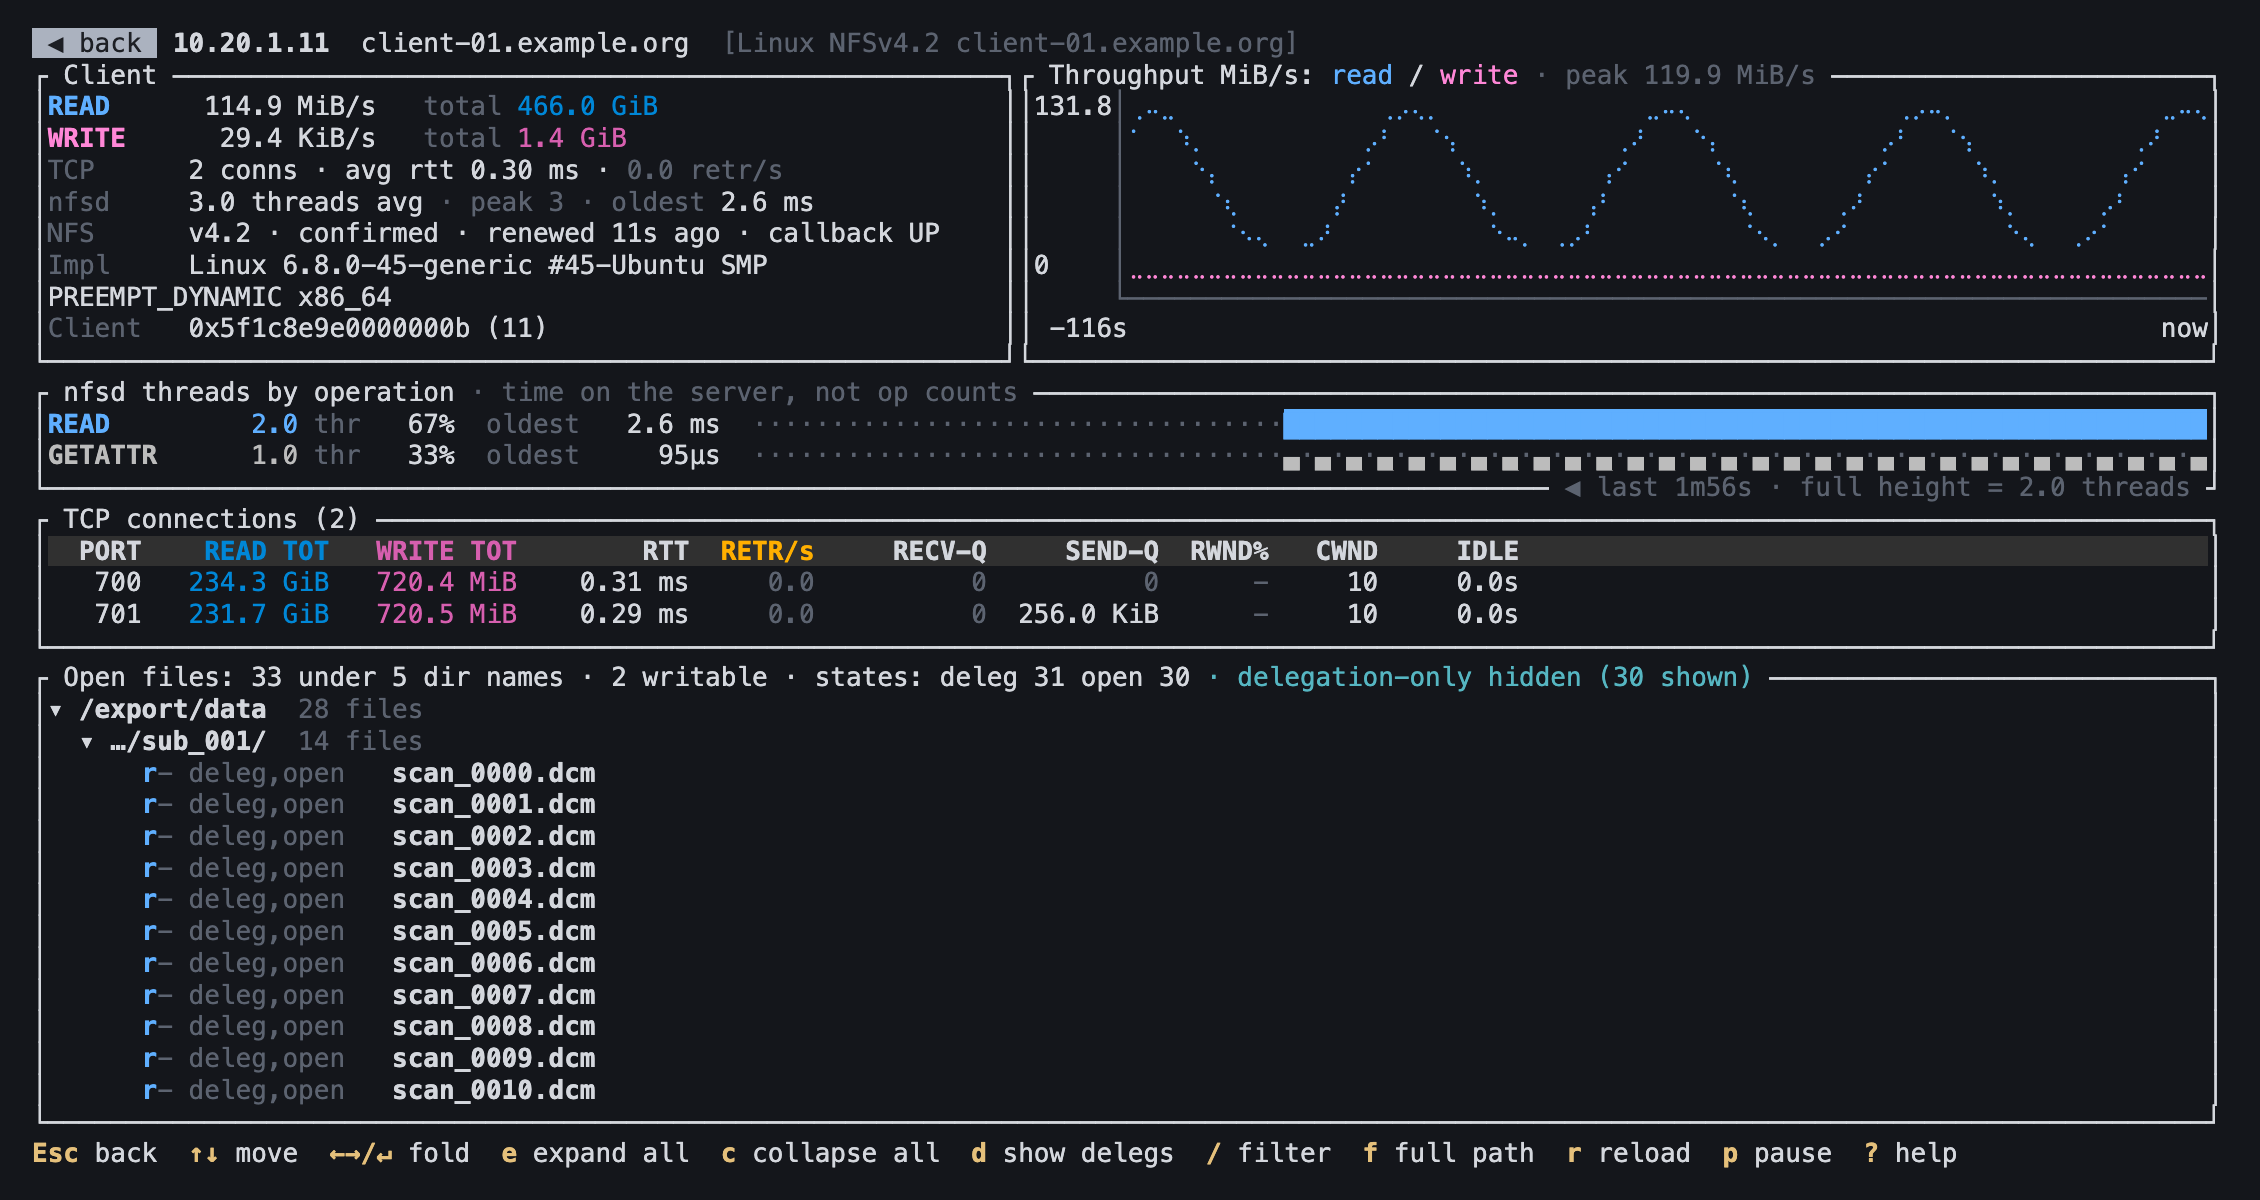 ◀ back 10.20.1.11 client-01.example.org [Linux NFSv4.2 client-01.example.org]
Client
READ 114.9 MiB/s total 466.0 GiB
WRITE 29.4 KiB/s total 1.4 GiB
TCP 2 conns · avg rtt 0.30 ms · 0.0 retr/s
nfsd 3.0 threads avg · peak 3 · oldest 2.6 ms
NFS v4.2 · confirmed · renewed 11s ago · callback UP
Impl Linux 6.8.0-45-generic #45-Ubuntu SMP
PREEMPT_DYNAMIC x86_64
Client 0x5f1c8e9e0000000b (11)
Throughput MiB/s: read / write · peak 119.9 MiB/s
131.8
0
-116s now
nfsd threads by operation · time on the server, not op counts
READ 2.0 thr 67% oldest 2.6 ms
GETATTR 1.0 thr 33% oldest 95µs
◀ last 1m56s · full height = 2.0 threads
TCP connections (2)
PORT READ TOT WRITE TOT RTT RETR/s RECV-Q SEND-Q RWND% CWND IDLE
700 234.3 GiB 720.4 MiB 0.31 ms 0.0 0 0 - 10 0.0s
701 231.7 GiB 720.5 MiB 0.29 ms 0.0 0 256.0 KiB - 10 0.0s
Open files: 33 under 5 dir names · 2 writable · states: deleg 31 open 30 · delegation-only hidden (30 shown)
▾ /export/data 28 files
▾ …/sub_001/ 14 files
r- deleg,open scan_0000.dcm
r- deleg,open scan_0001.dcm
r- deleg,open scan_0002.dcm
r- deleg,open scan_0003.dcm
r- deleg,open scan_0004.dcm
r- deleg,open scan_0005.dcm
r- deleg,open scan_0006.dcm
r- deleg,open scan_0007.dcm
r- deleg,open scan_0008.dcm
r- deleg,open scan_0009.dcm
r- deleg,open scan_0010.dcm
Esc back ↑↓ move ←→/↵ fold e expand all c collapse all d show delegs / filter f full path r reload p pause ? help